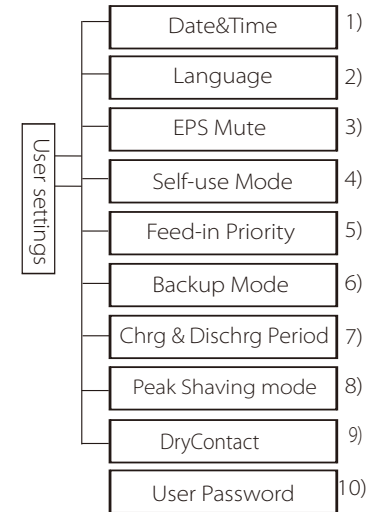 User settings
Date&Time 1)
Language 2)
EPS Mute 3)
Self-use Mode 4)
Feed-in Priority 5)
Backup Mode 6)
Chrg & Dischrg Period 7)
Peak Shaving mode 8)
DryContact 9)
User Password 10)